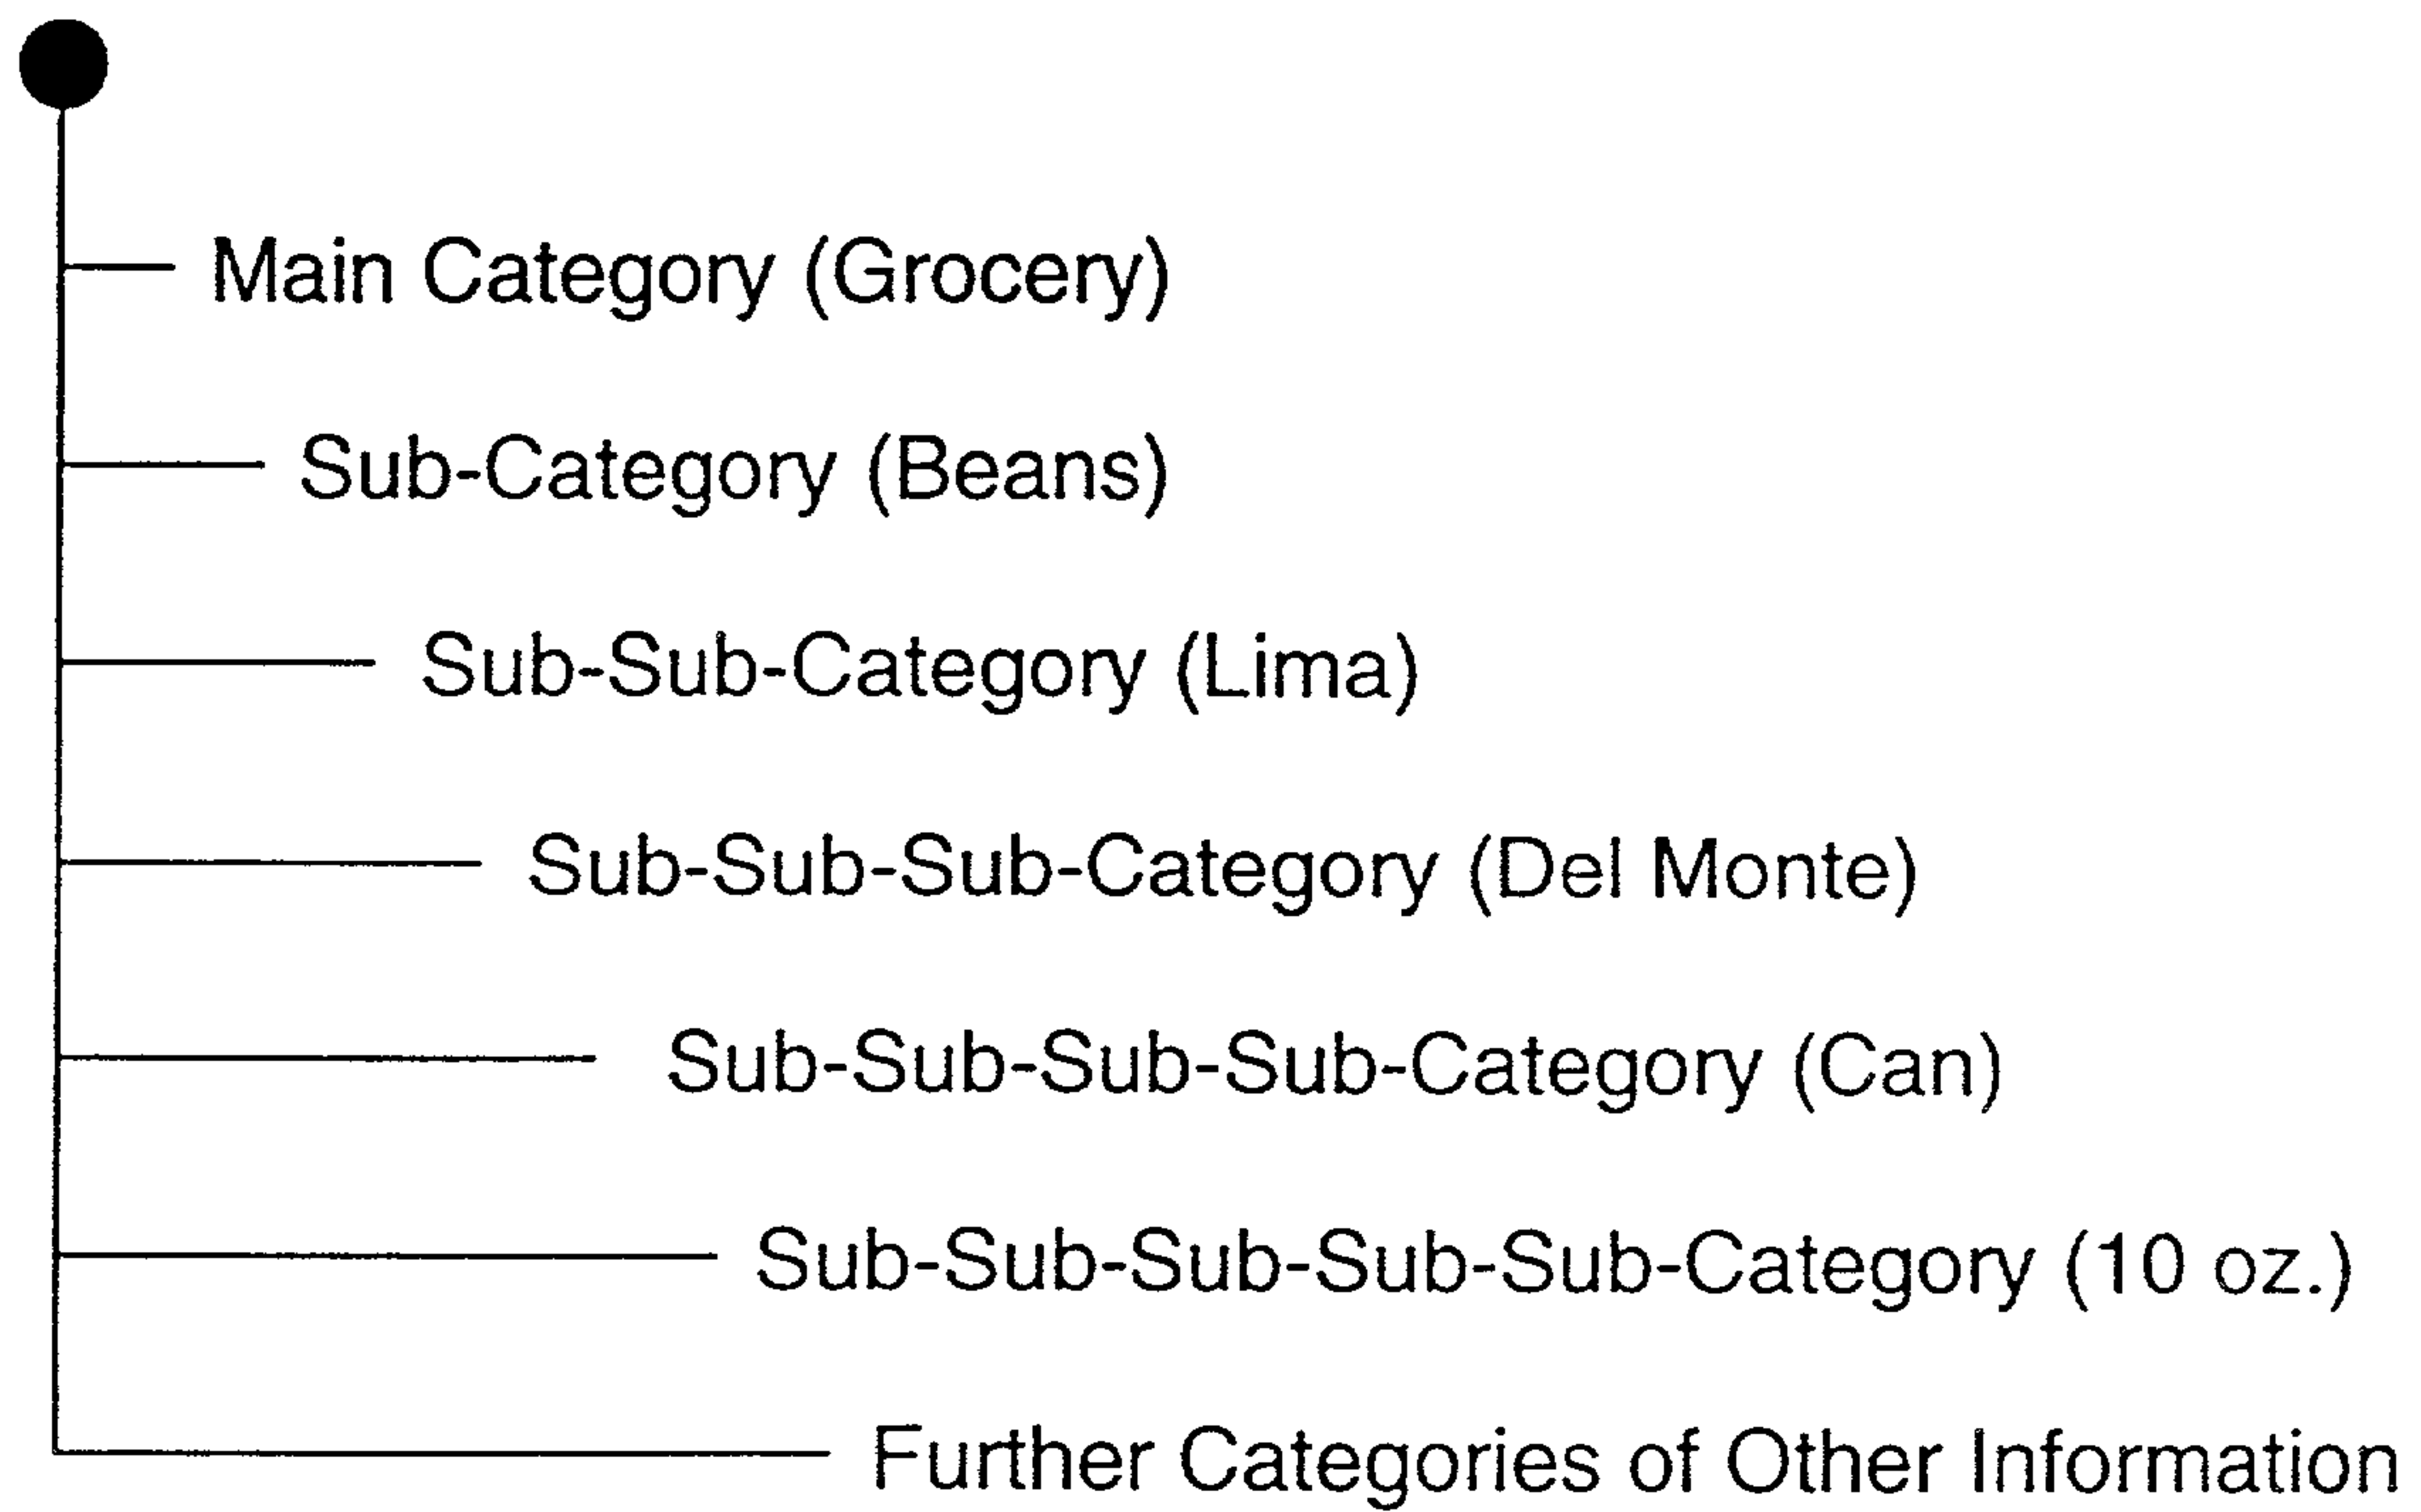 Main Category (Grocery)
Sub-Category (Beans)
Sub-Sub-Category (Lima)
Sub-Sub-Sub-Category (Del Monte)
Sub-Sub-Sub-Sub-Category (Can)
Sub-Sub-Sub-Sub-Sub-Category (10 oz.)
Further Categories of Other Information